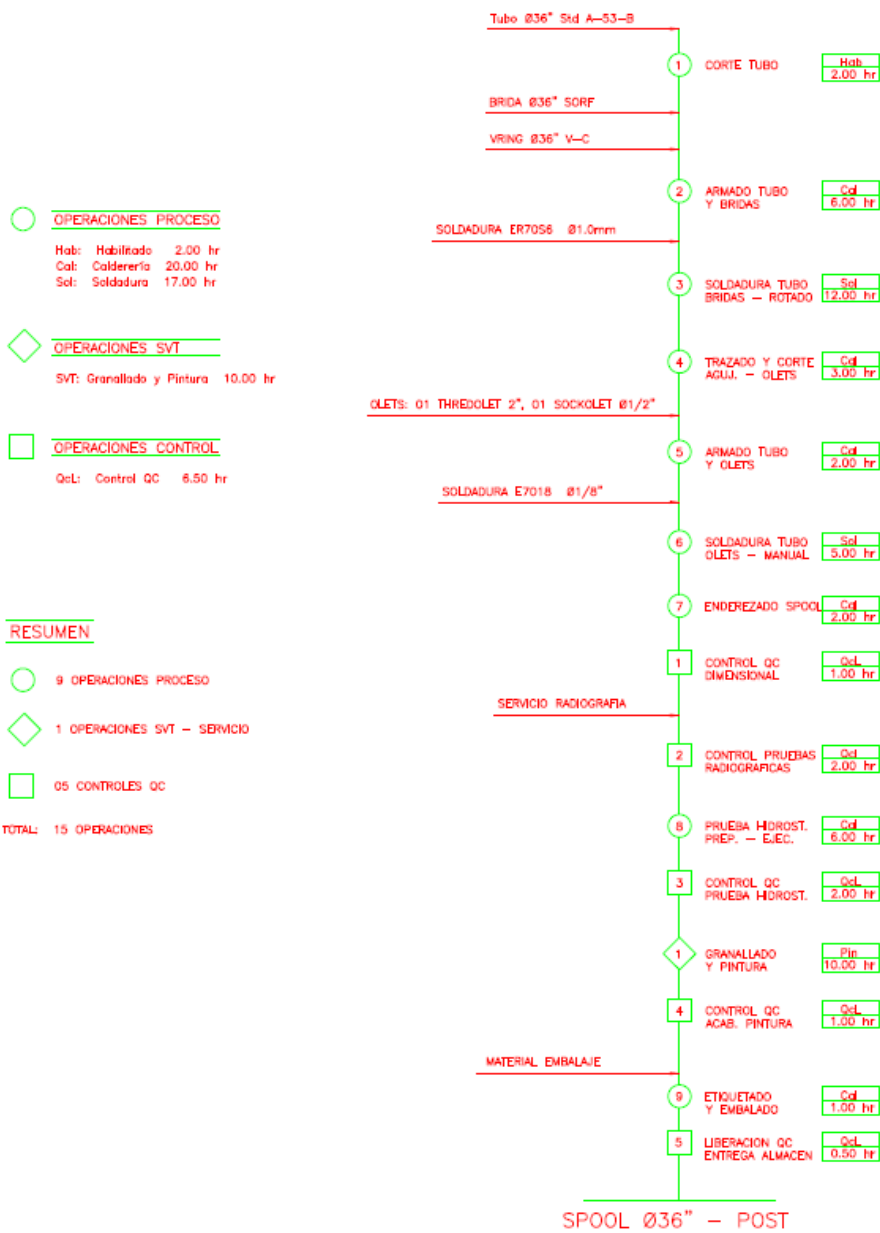 Tubo Ø36" Std A-53-B
1 CORTE TUBO Hab
2.00 hr
BRIDA Ø36" SORF
VRING Ø36" V-C
2 ARMADO TUBO Cal
Y BRIDAS 6.00 hr
SOLDADURA ER70S6 Ø1.0mm
3 SOLDADURA TUBO Sol
BRIDAS - ROTADO 12.00 hr
4 TRAZADO Y CORTE Cal
AGUJ. - OLETS 3.00 hr
OLETS: 01 THREDOLET 2", 01 SOCKOLET Ø1/2"
5 ARMADO TUBO Cal
Y OLETS 2.00 hr
SOLDADURA E7018 Ø1/8"
6 SOLDADURA TUBO Sol
OLETS - MANUAL 5.00 hr
7 ENDEREZADO SPOOL Cal
2.00 hr
1 CONTROL QC QcL
DIMENSIONAL 1.00 hr
SERVICIO RADIOGRAFIA
2 CONTROL PRUEBAS Qcl
RADIOGRAFICAS 2.00 hr
8 PRUEBA HIDROST. Cal
PREP. - EJEC. 6.00 hr
3 CONTROL QC QcL
PRUEBA HIDROST. 2.00 hr
1 GRANALLADO Pin
Y PINTURA 10.00 hr
4 CONTROL QC QcL
ACAB. PINTURA 1.00 hr
MATERIAL EMBALAJE
9 ETIQUETADO Cal
Y EMBALADO 1.00 hr
5 LIBERACION QC QcL
ENTREGA ALMACEN 0.50 hr
SPOOL Ø36" - POST
OPERACIONES PROCESO
Hab: Habilitado 2.00 hr
Cal: Calderería 20.00 hr
Sol: Soldadura 17.00 hr
OPERACIONES SVT
SVT: Granallado y Pintura 10.00 hr
OPERACIONES CONTROL
QcL: Control QC 6.50 hr
RESUMEN
9 OPERACIONES PROCESO
1 OPERACIONES SVT - SERVICIO
05 CONTROLES QC
TOTAL: 15 OPERACIONES